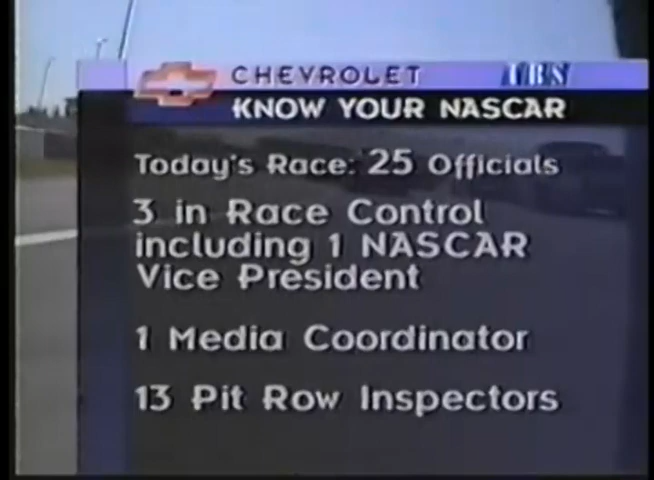 CHEVROLET TBS
KNOW YOUR NASCAR
Today's Race: 25 Officials
3 in Race Control
including 1 NASCAR
Vice President
1 Media Coordinator
13 Pit Row Inspectors